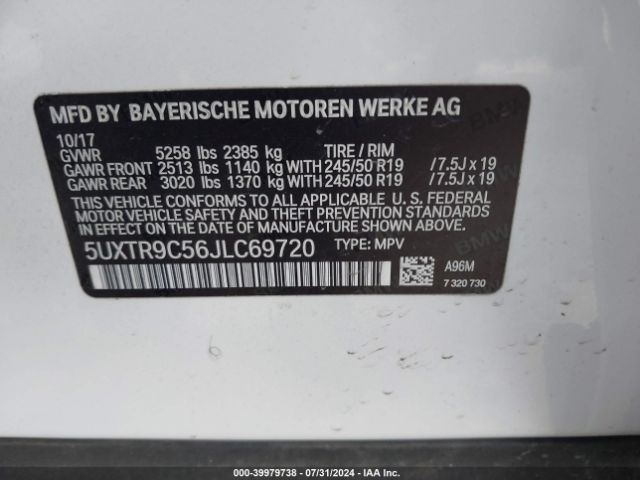 MFD BY BAYERISCHE MOTOREN WERKE AG
10/17
GVWR 5258 lbs 2385 kg TIRE / RIM
GAWR FRONT 2513 lbs 1140 kg WITH 245/50 R19 / 7.5J x 19
GAWR REAR 3020 lbs 1370 kg WITH 245/50 R19 / 7.5J x 19
THIS VEHICLE CONFORMS TO ALL APPLICABLE U. S. FEDERAL
MOTOR VEHICLE SAFETY, BUMPER, AND THEFT PREVENTION
STANDARDS IN EFFECT ON THE DATE OF MANUFACTURE SHOWN ABOVE.
5UXTR9C56JLC69720 TYPE: MPV
A96M
7 320 730
BMW
BMW
000-39979738 - 07/31/2024 - IAA Inc.